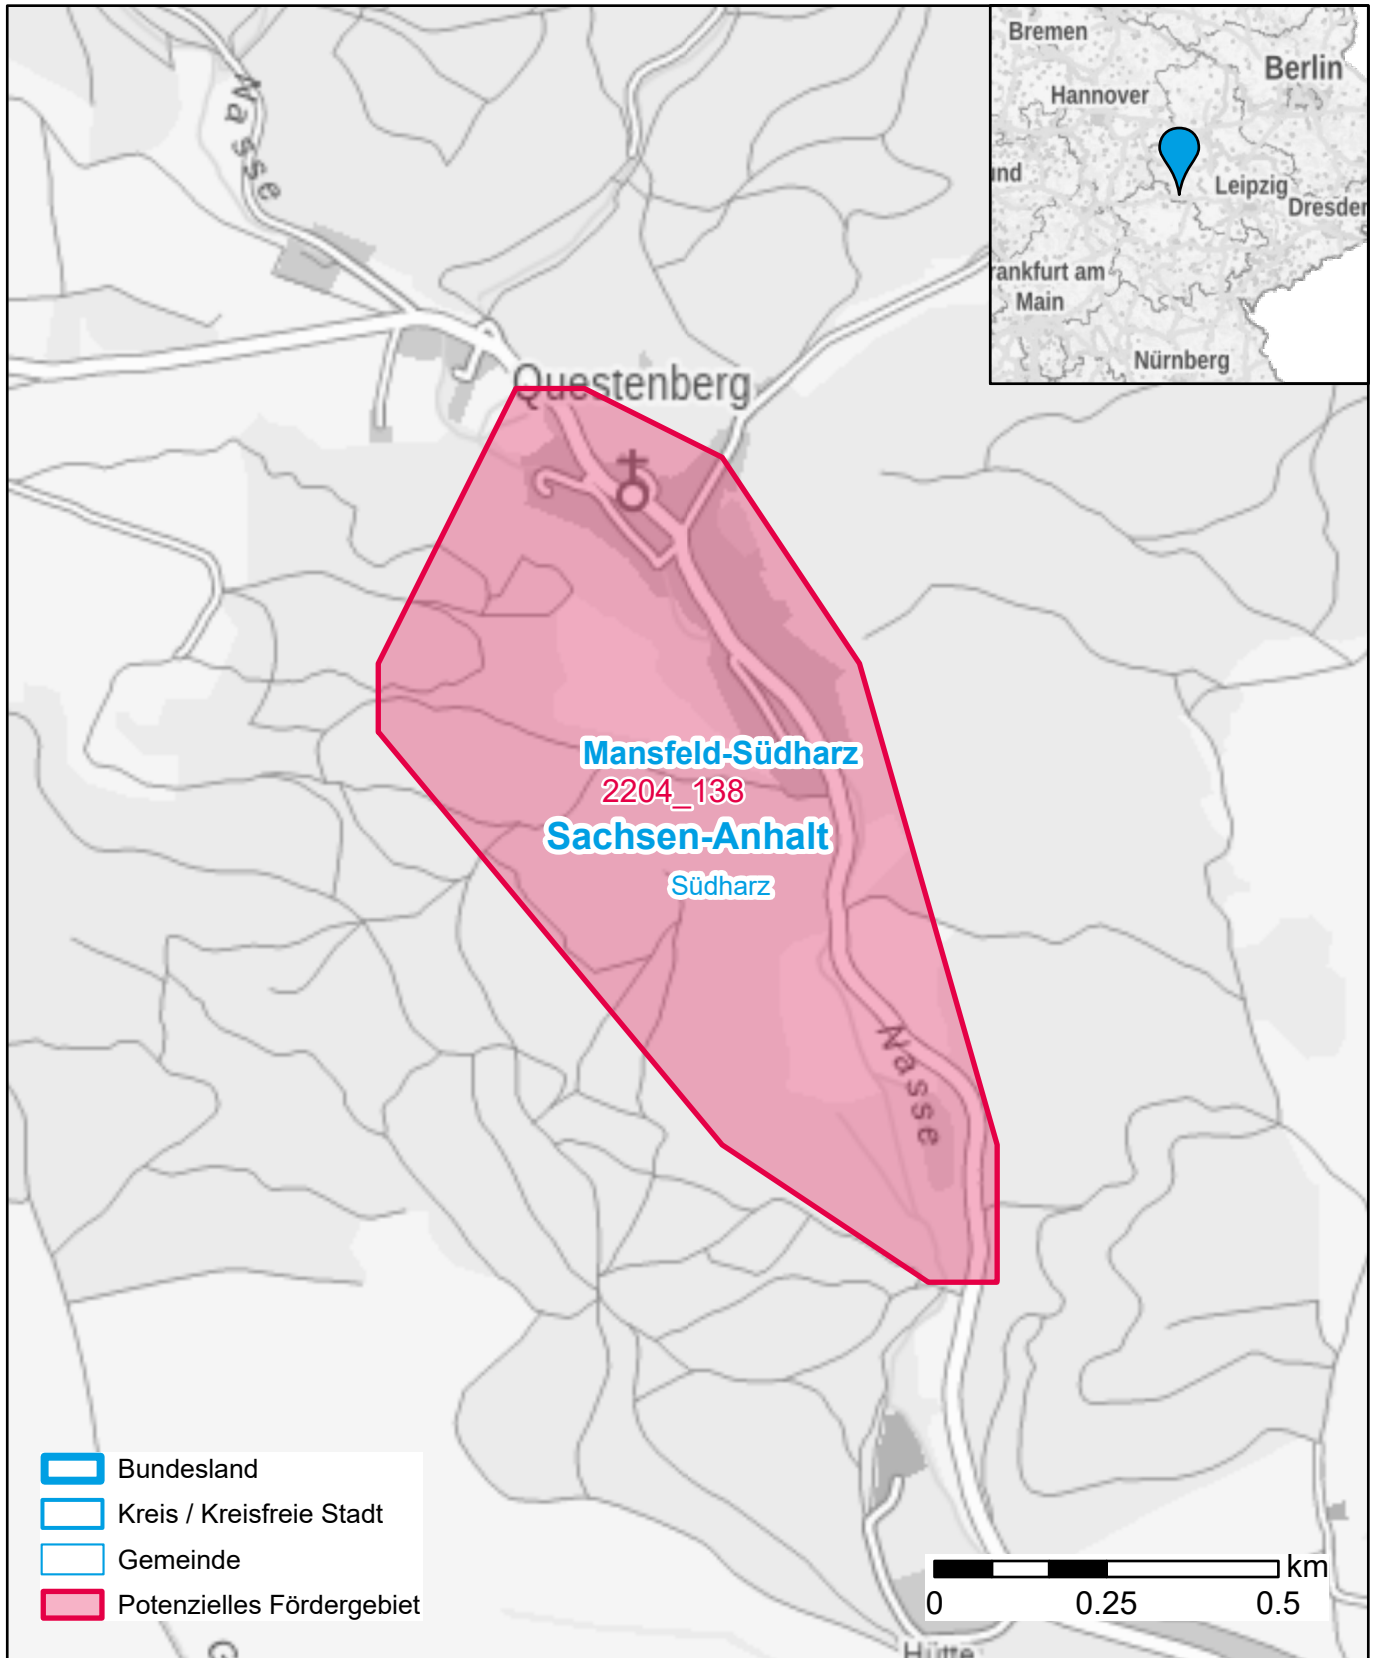 Bremen
Berlin
Hannover
und
Leipzig
Dresden
rankfurt am
Main
Nürnberg
Nasse
Questenberg
Mansfeld-Südharz
2204_138
Sachsen-Anhalt
Südharz
Nasse
Bundesland
Kreis / Kreisfreie Stadt
Gemeinde
Potenzielles Fördergebiet
km
0 0.25 0.5
Hütte